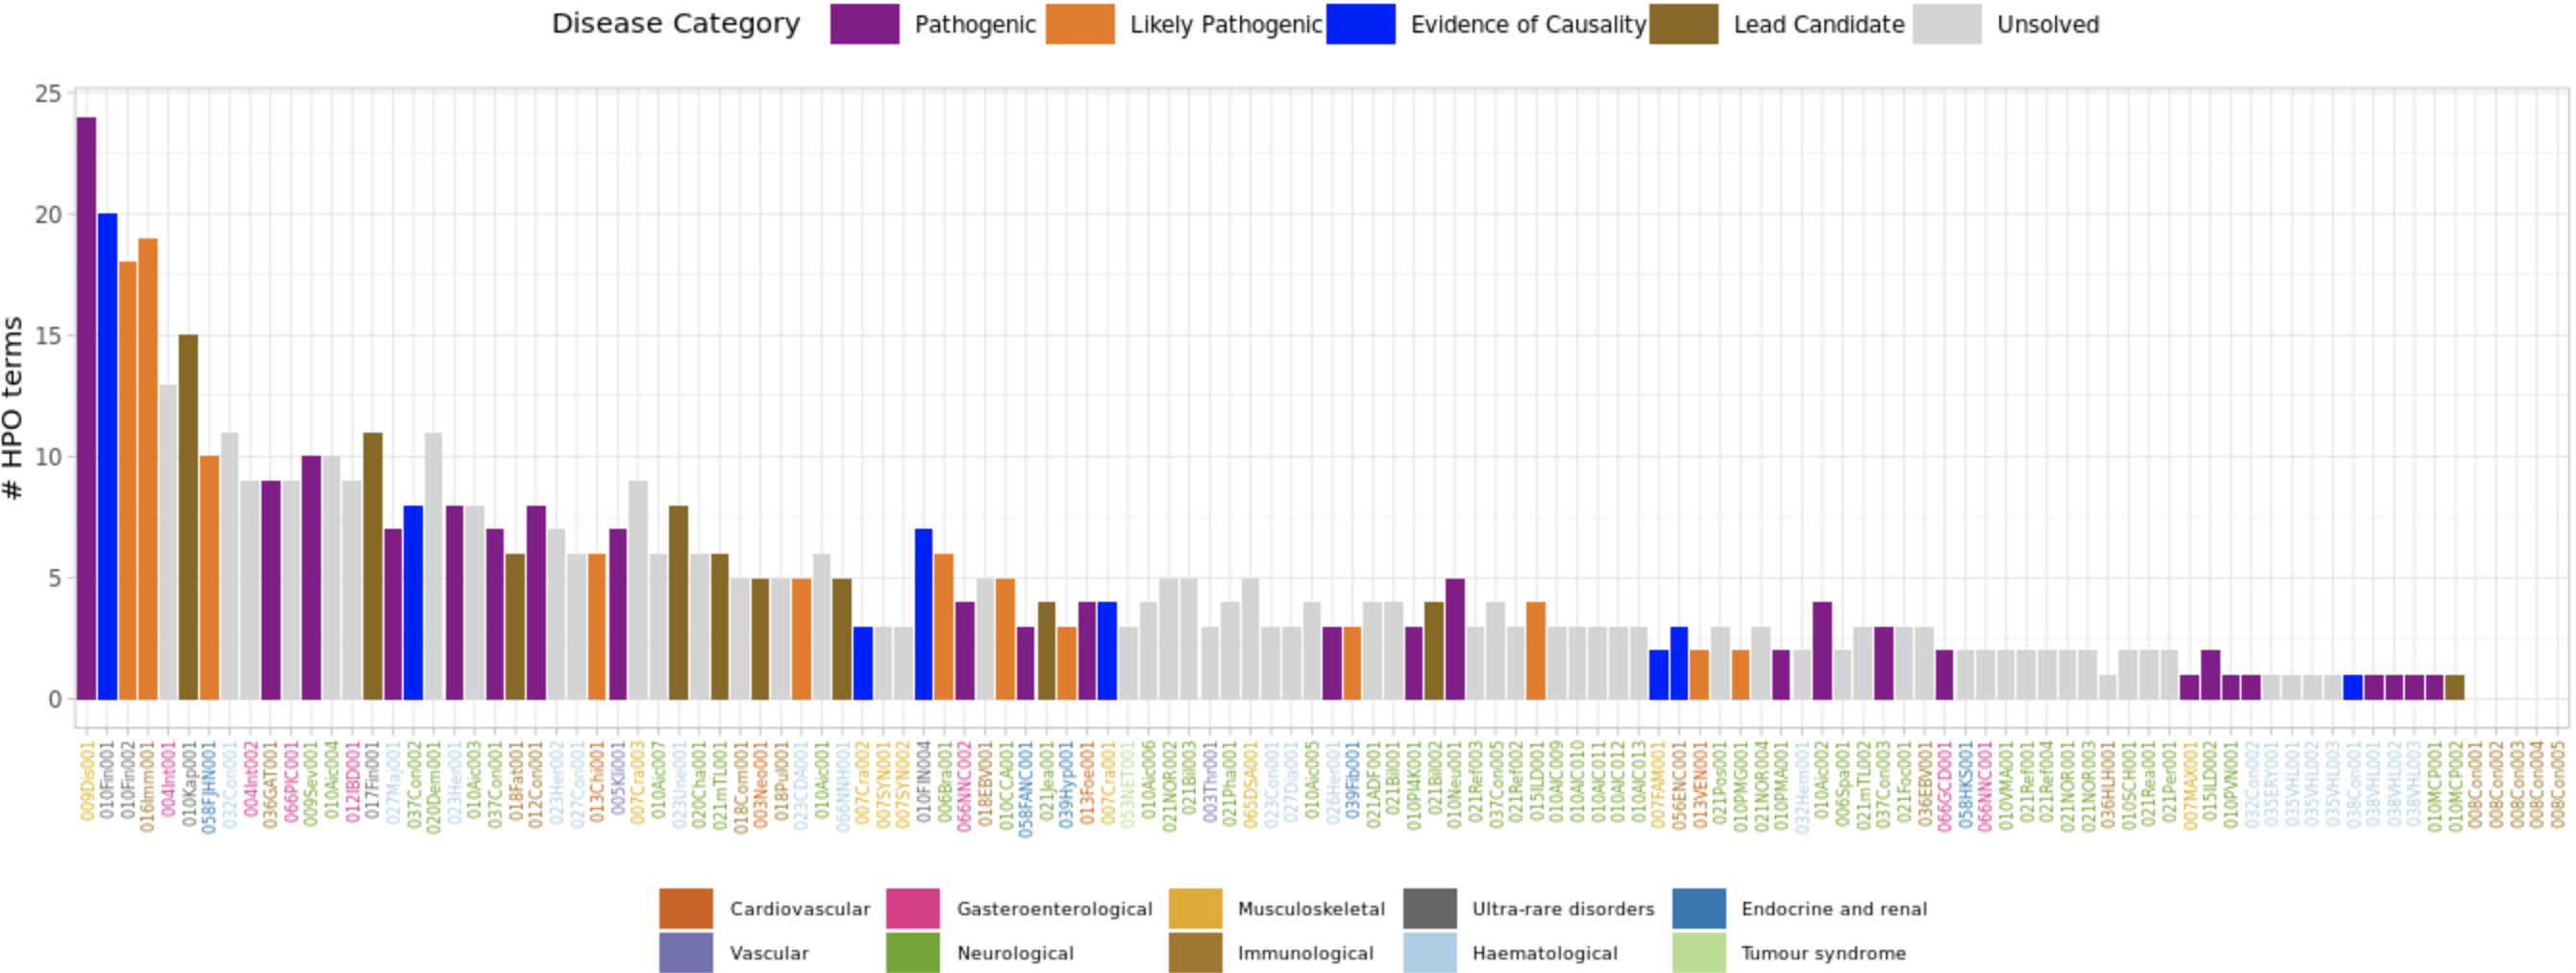 Disease Category Pathogenic Likely Pathogenic Evidence of Causality Lead Candidate Unsolved
25
20
15
10
5
0
# HPO terms
009Dis001
010Fin001
010Fin002
016Imm001
004Int001
010Kap001
058FJHN001
032Con001
004Int002
036GAT001
066PIC001
009Sev001
010Aic004
012IBD001
017Fin001
027Maj001
037Con002
020Dem001
023Her001
010Aic003
037Con001
018Fat001
012Con001
023Her002
027Con001
013Chi001
005Kli001
007Cra003
010Aic007
023Une001
020Cha001
021mTL001
018Com001
003Neo001
018Pul001
023CDA001
010Aic001
066NNH001
007Cra002
007SYN001
007SYN002
010FIN004
006Bra001
066NNC002
018EBV001
010CCA001
058FANC001
021Jea001
039Hyp001
013Foe001
007Cra001
053NET001
010Aic006
021NOR002
021Bil003
003Thr001
021Pha001
065DSA001
023Con001
027Dia001
010Aic005
026Her001
039Fib001
021ADF001
021Bil001
010PI4K001
021Bil002
010Neu001
021Ref003
037Con005
021Ref002
015ILD001
010AIC009
010AIC010
010AIC011
010AIC012
010AIC013
007FAM001
056ENC001
013VEN001
021Pos001
010PMG001
021NOR004
010PMA001
032Hem001
010Aic002
006Spa001
021mTL002
037Con003
021Foc001
036EBV001
066GCD001
058HKS001
066NNC001
010VMA001
021Ref001
021Ref004
021NOR001
021NOR003
036HLH001
010SCH001
021Rea001
021Per001
007MAX001
015ILD002
010PVN001
032Con002
035ERY001
035VHL001
035VHL002
035VHL003
038Con001
038VHL001
038VHL002
038VHL003
010MCP001
010MCP002
008Con001
008Con002
008Con003
008Con004
008Con005
Cardiovascular Gasteroenterological Musculoskeletal Ultra-rare disorders Endocrine and renal
Vascular Neurological Immunological Haematological Tumour syndrome